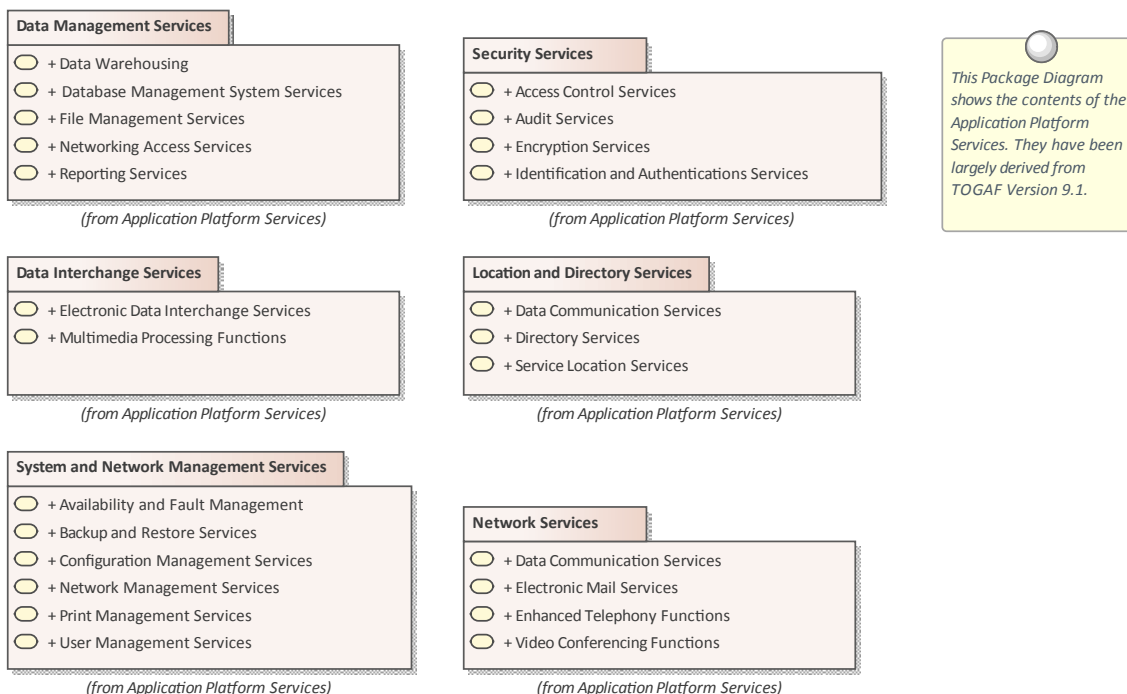 Data Management Services
+ Data Warehousing
+ Database Management System Services
+ File Management Services
+ Networking Access Services
+ Reporting Services
(from Application Platform Services)
Security Services
+ Access Control Services
+ Audit Services
+ Encryption Services
+ Identification and Authentications Services
(from Application Platform Services)
This Package Diagram
shows the contents of the
Application Platform
Services. They have been
largely derived from
TOGAF Version 9.1.
Data Interchange Services
+ Electronic Data Interchange Services
+ Multimedia Processing Functions
(from Application Platform Services)
Location and Directory Services
+ Data Communication Services
+ Directory Services
+ Service Location Services
(from Application Platform Services)
System and Network Management Services
+ Availability and Fault Management
+ Backup and Restore Services
+ Configuration Management Services
+ Network Management Services
+ Print Management Services
+ User Management Services
(from Application Platform Services)
Network Services
+ Data Communication Services
+ Electronic Mail Services
+ Enhanced Telephony Functions
+ Video Conferencing Functions
(from Application Platform Services)